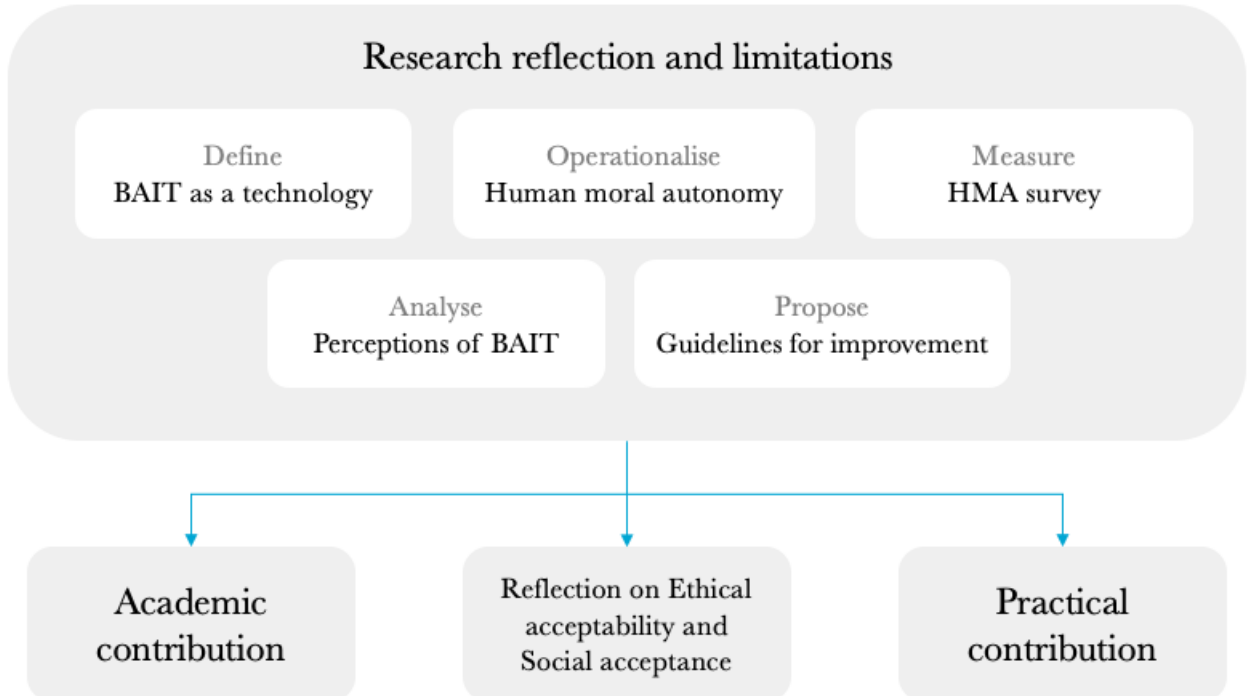 Research reflection and limitations
Define
BAIT as a technology
Operationalise
Human moral autonomy
Measure
HMA survey
Analyse
Perceptions of BAIT
Propose
Guidelines for improvement
Academic
contribution
Reflection on Ethical
acceptability and
Social acceptance
Practical
contribution